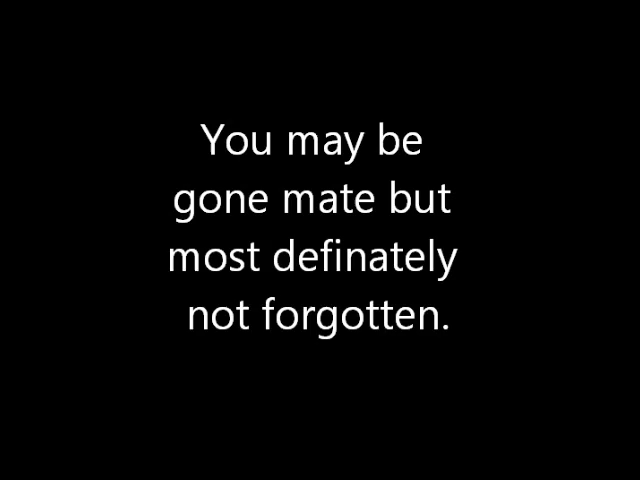 You may be
gone mate but
most definately
not forgotten.